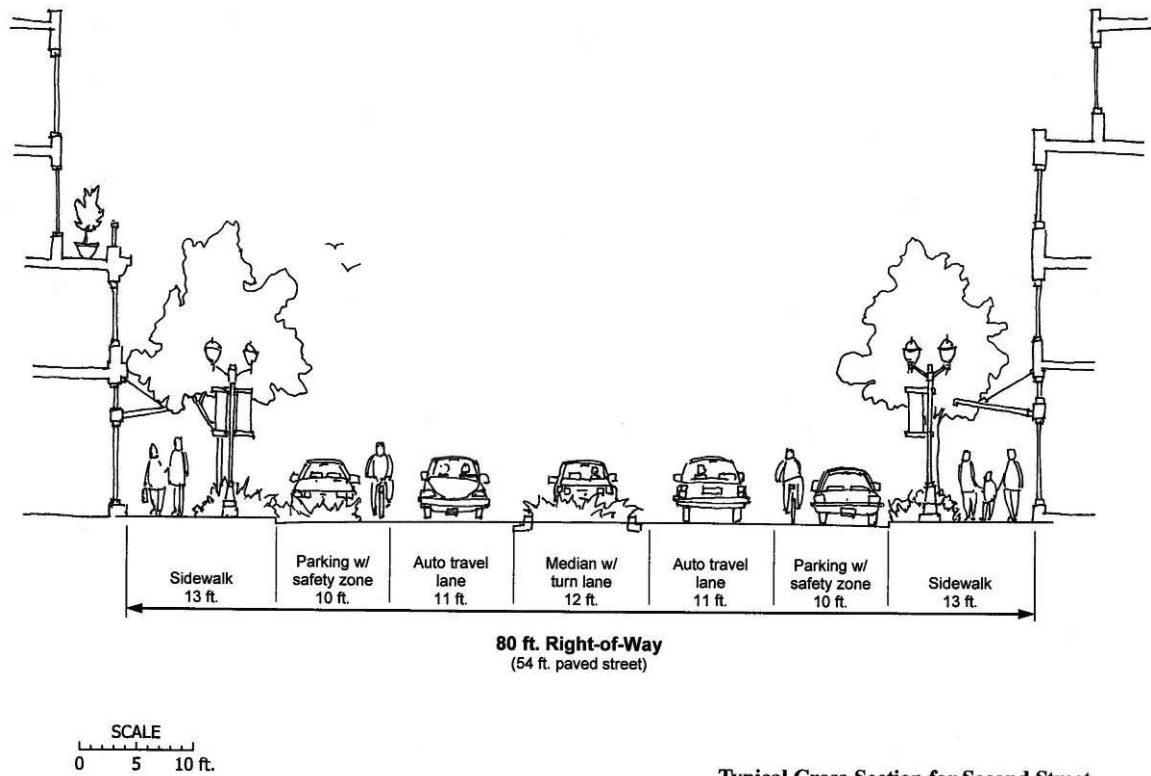 Sidewalk
13 ft.
Parking w/
safety zone
10 ft.
Auto travel
lane
11 ft.
Median w/
turn lane
12 ft.
Auto travel
lane
11 ft.
Parking w/
safety zone
10 ft.
Sidewalk
13 ft.
80 ft. Right-of-Way
(54 ft. paved street)
SCALE
0 5 10 ft.
Typical Cross-Section for Second Street